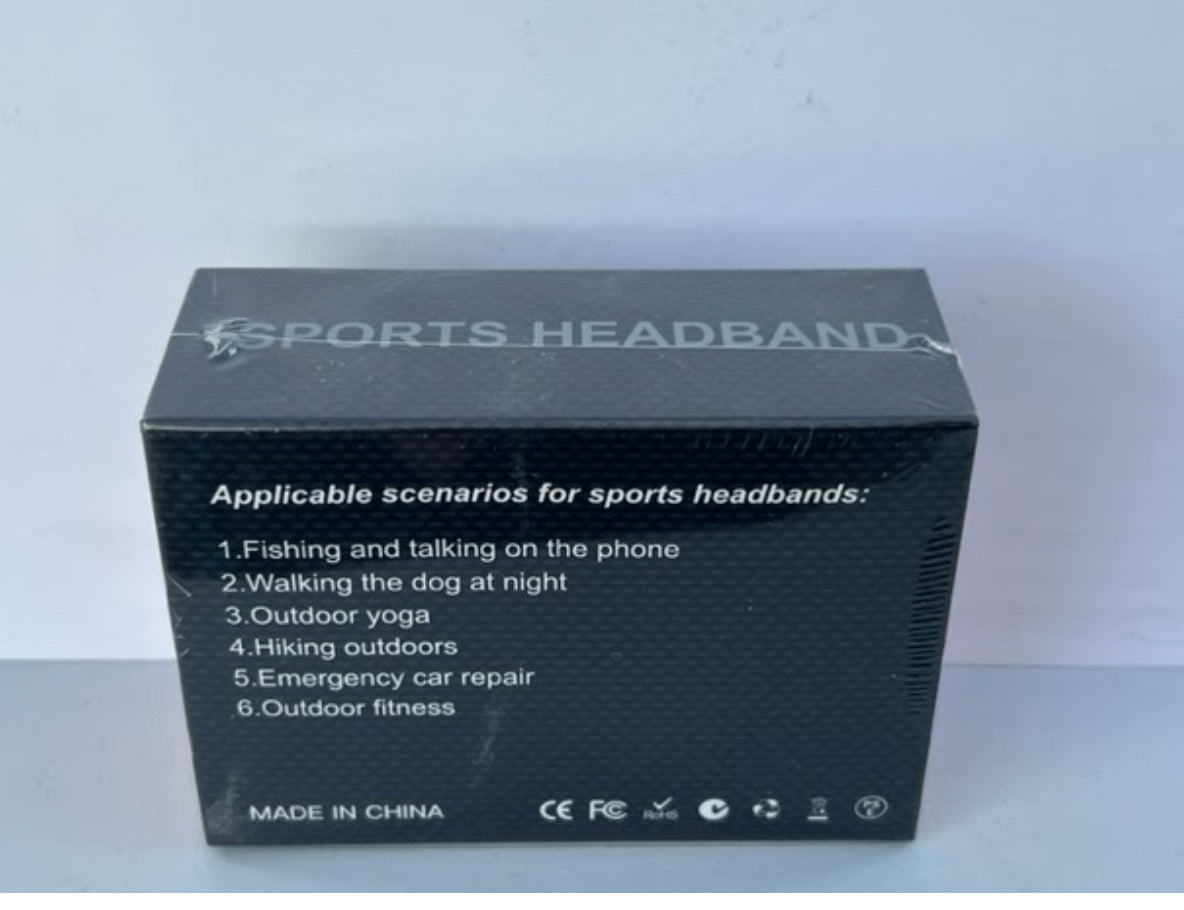 SPORTS HEADBAND
Applicable scenarios for sports headbands:
1.Fishing and talking on the phone
2.Walking the dog at night
3.Outdoor yoga
4.Hiking outdoors
5.Emergency car repair
6.Outdoor fitness
MADE IN CHINA CE FC RoHS